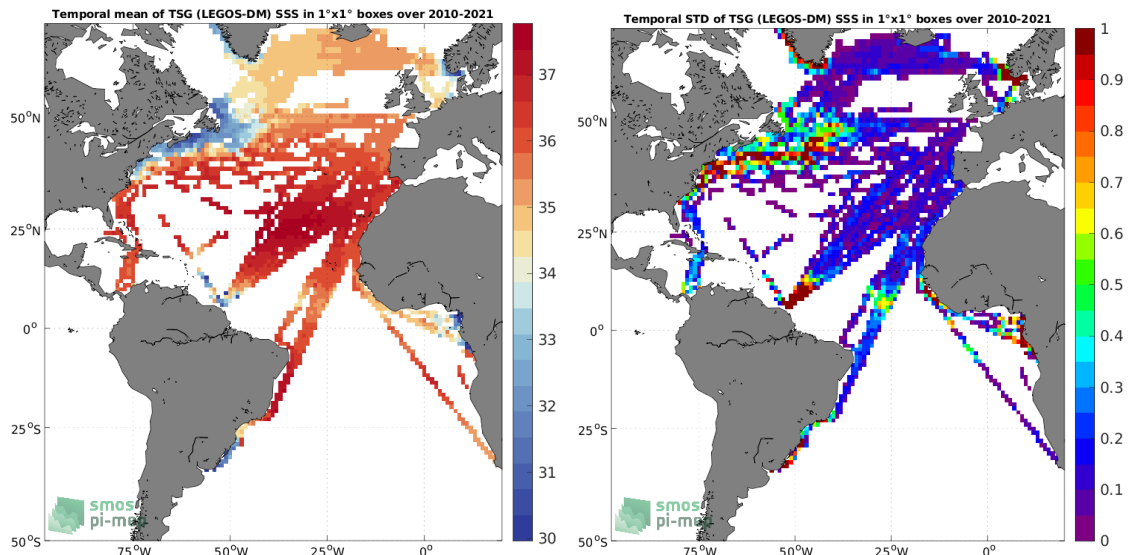 Temporal mean of TSG (LEGOS-DM) SSS in 1°x1° boxes over 2010-2021
37
36
35
34
33
32
31
30
50°N
25°N
0°
25°S
50°S
75°W
50°W
25°W
0°
smos
pi-mep
Temporal STD of TSG (LEGOS-DM) SSS in 1°x1° boxes over 2010-2021
1
0.9
0.8
0.7
0.6
0.5
0.4
0.3
0.2
0.1
0
50°N
25°N
0°
25°S
50°S
75°W
50°W
25°W
0°
smos
pi-mep